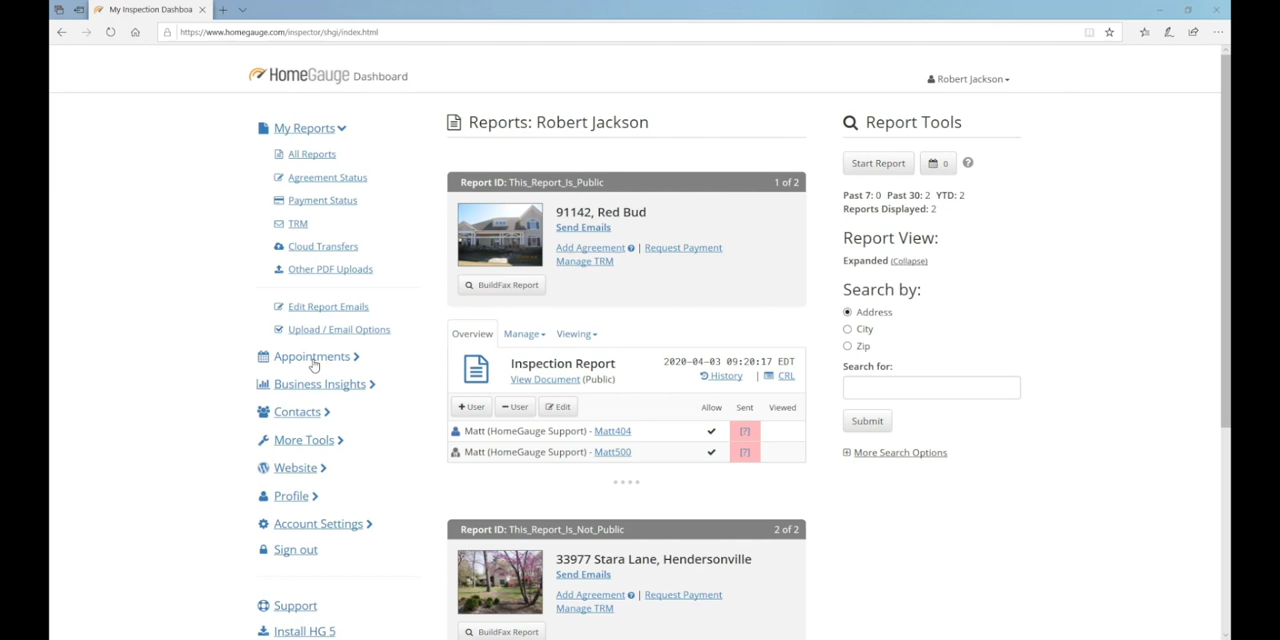 My Inspection Dashboa
https://www.homegauge.com/inspector/shgi/index.html
HomeGauge Dashboard
Robert Jackson
My Reports
All Reports
Agreement Status
Payment Status
TRM
Cloud Transfers
Other PDF Uploads
Edit Report Emails
Upload / Email Options
Appointments
Business Insights
Contacts
More Tools
Website
Profile
Account Settings
Sign out
Support
Install HG 5
Reports: Robert Jackson
Report ID: This_Report_Is_Public 1 of 2
91142, Red Bud
Send Emails
Add Agreement | Request Payment
Manage TRM
BuildFax Report
Overview Manage Viewing
Inspection Report 2020-04-03 09:20:17 EDT
View Document (Public) History | CRL
+ User - User Edit Allow Sent Viewed
Matt (HomeGauge Support) - Matt404 [?]
Matt (HomeGauge Support) - Matt500 [?]
Report ID: This_Report_Is_Not_Public 2 of 2
33977 Stara Lane, Hendersonville
Send Emails
Add Agreement | Request Payment
Manage TRM
BuildFax Report
Report Tools
Start Report 0 ?
Past 7: 0 Past 30: 2 YTD: 2
Reports Displayed: 2
Report View:
Expanded (Collapse)
Search by:
Address
City
Zip
Search for:
Submit
More Search Options